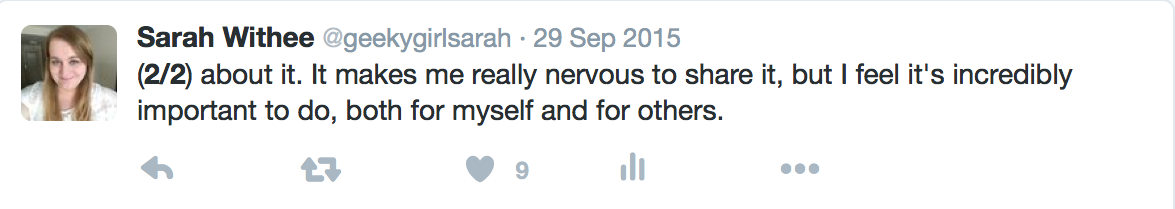 Sarah Withee @geekygirlsarah · 29 Sep 2015
(2/2) about it. It makes me really nervous to share it, but I feel it's incredibly
important to do, both for myself and for others.
9